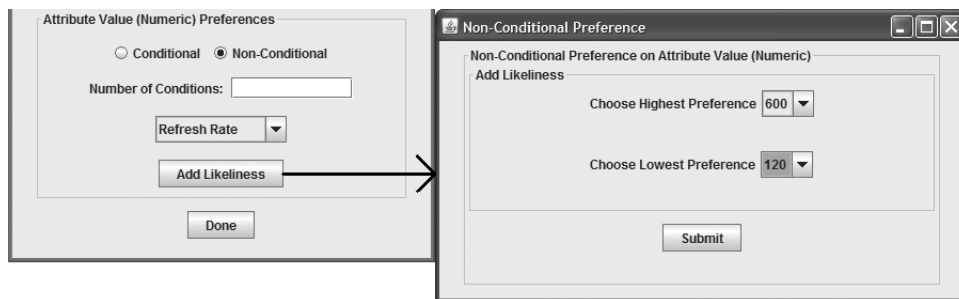 Attribute Value (Numeric) Preferences
Conditional Non-Conditional
Number of Conditions:
Refresh Rate
Add Likeliness
Done
Non-Conditional Preference
Non-Conditional Preference on Attribute Value (Numeric)
Add Likeliness
Choose Highest Preference 600
Choose Lowest Preference 120
Submit